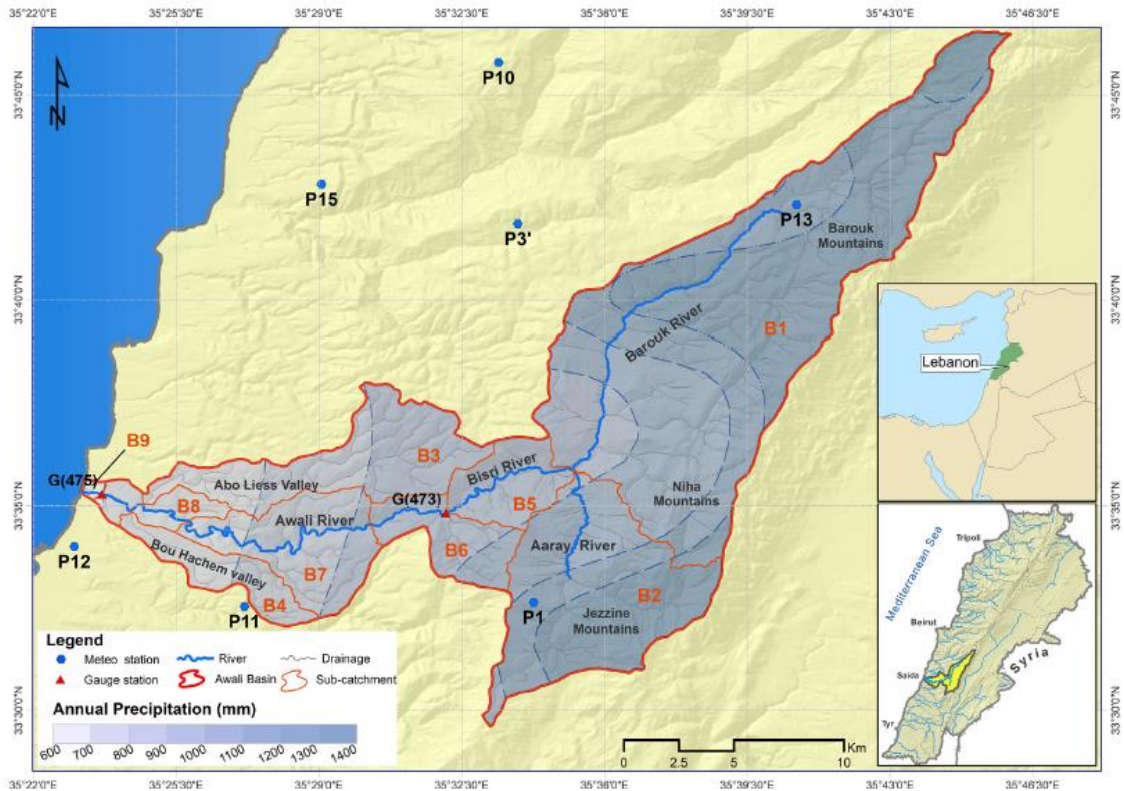 35°22'0"E 35°25'30"E 35°29'0"E 35°32'30"E 35°36'0"E 35°39'30"E 35°43'0"E 35°46'30"E
33°45'0"N
33°40'0"N
33°35'0"N
33°30'0"N
N
P10
P15
P3'
P13
Barouk
Mountains
B1
Barouk River
B9
G(475)
Abo Liess Valley
B3
Bisri River
G(473)
B8
Awali River
B5
Niha
Mountains
P12
Bou Hachem valley
B7
B6
Aaray River
B4
P11
P1
B2
Jezzine
Mountains
Legend
Meteo station
River
Drainage
Gauge station
Awali Basin
Sub-catchment
Annual Precipitation (mm)
600 700 800 900 1000 1100 1200 1300 1400
0 2.5 5 10 Km
Lebanon
Tripoli
Mediterranean Sea
Beirut
Saida
Syria
Tyr
33°45'0"N
33°40'0"N
33°35'0"N
33°30'0"N
35°22'0"E 35°25'30"E 35°29'0"E 35°32'30"E 35°36'0"E 35°39'30"E 35°43'0"E 35°46'30"E